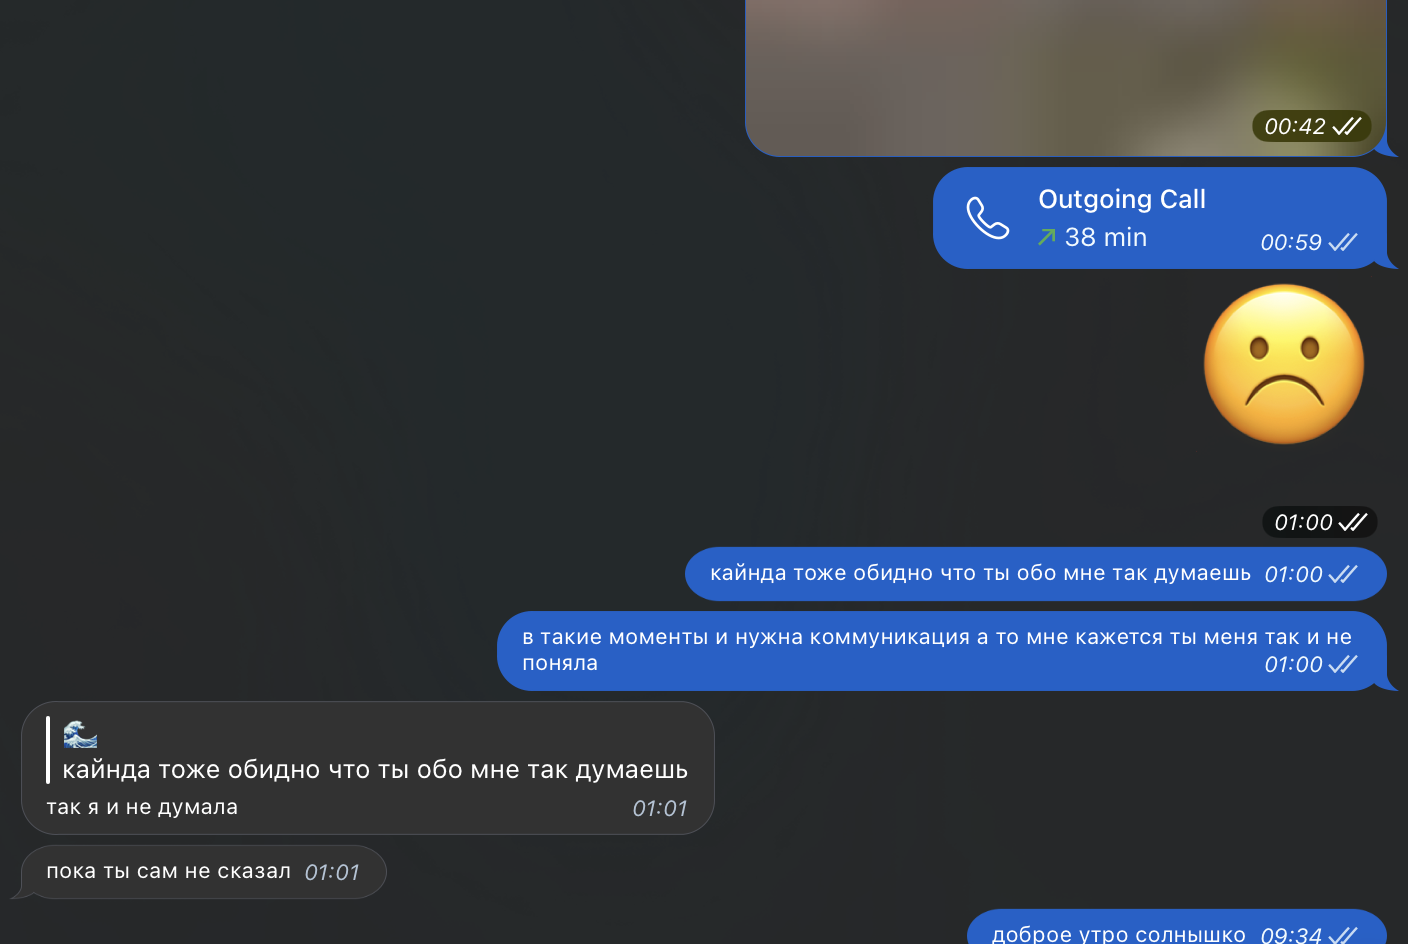 00:42
Outgoing Call
38 min
00:59
01:00
кайнда тоже обидно что ты обо мне так думаешь 01:00
в такие моменты и нужна коммуникация а то мне кажется ты меня так и не
поняла 01:00
🌊
кайнда тоже обидно что ты обо мне так думаешь
так я и не думала 01:01
пока ты сам не сказал 01:01
доброе утро солнышко 09:34